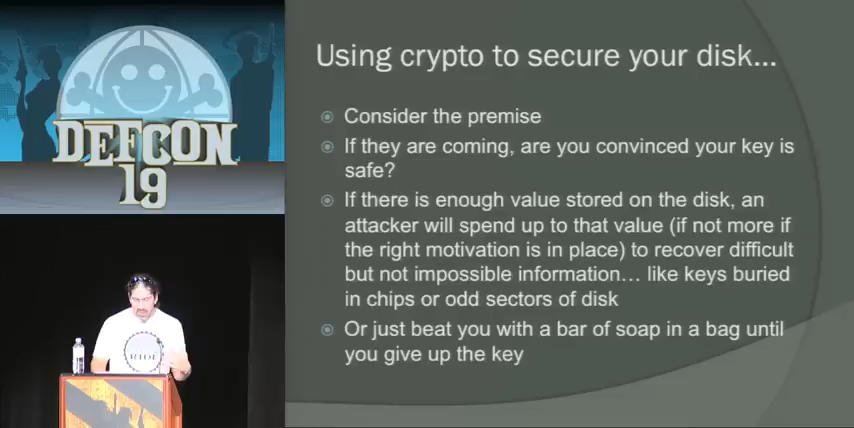 DEFCON
19
RIDE
Using crypto to secure your disk...
Consider the premise
If they are coming, are you convinced your key is
safe?
If there is enough value stored on the disk, an
attacker will spend up to that value (if not more if
the right motivation is in place) to recover difficult
but not impossible information... like keys buried
in chips or odd sectors of disk
Or just beat you with a bar of soap in a bag until
you give up the key